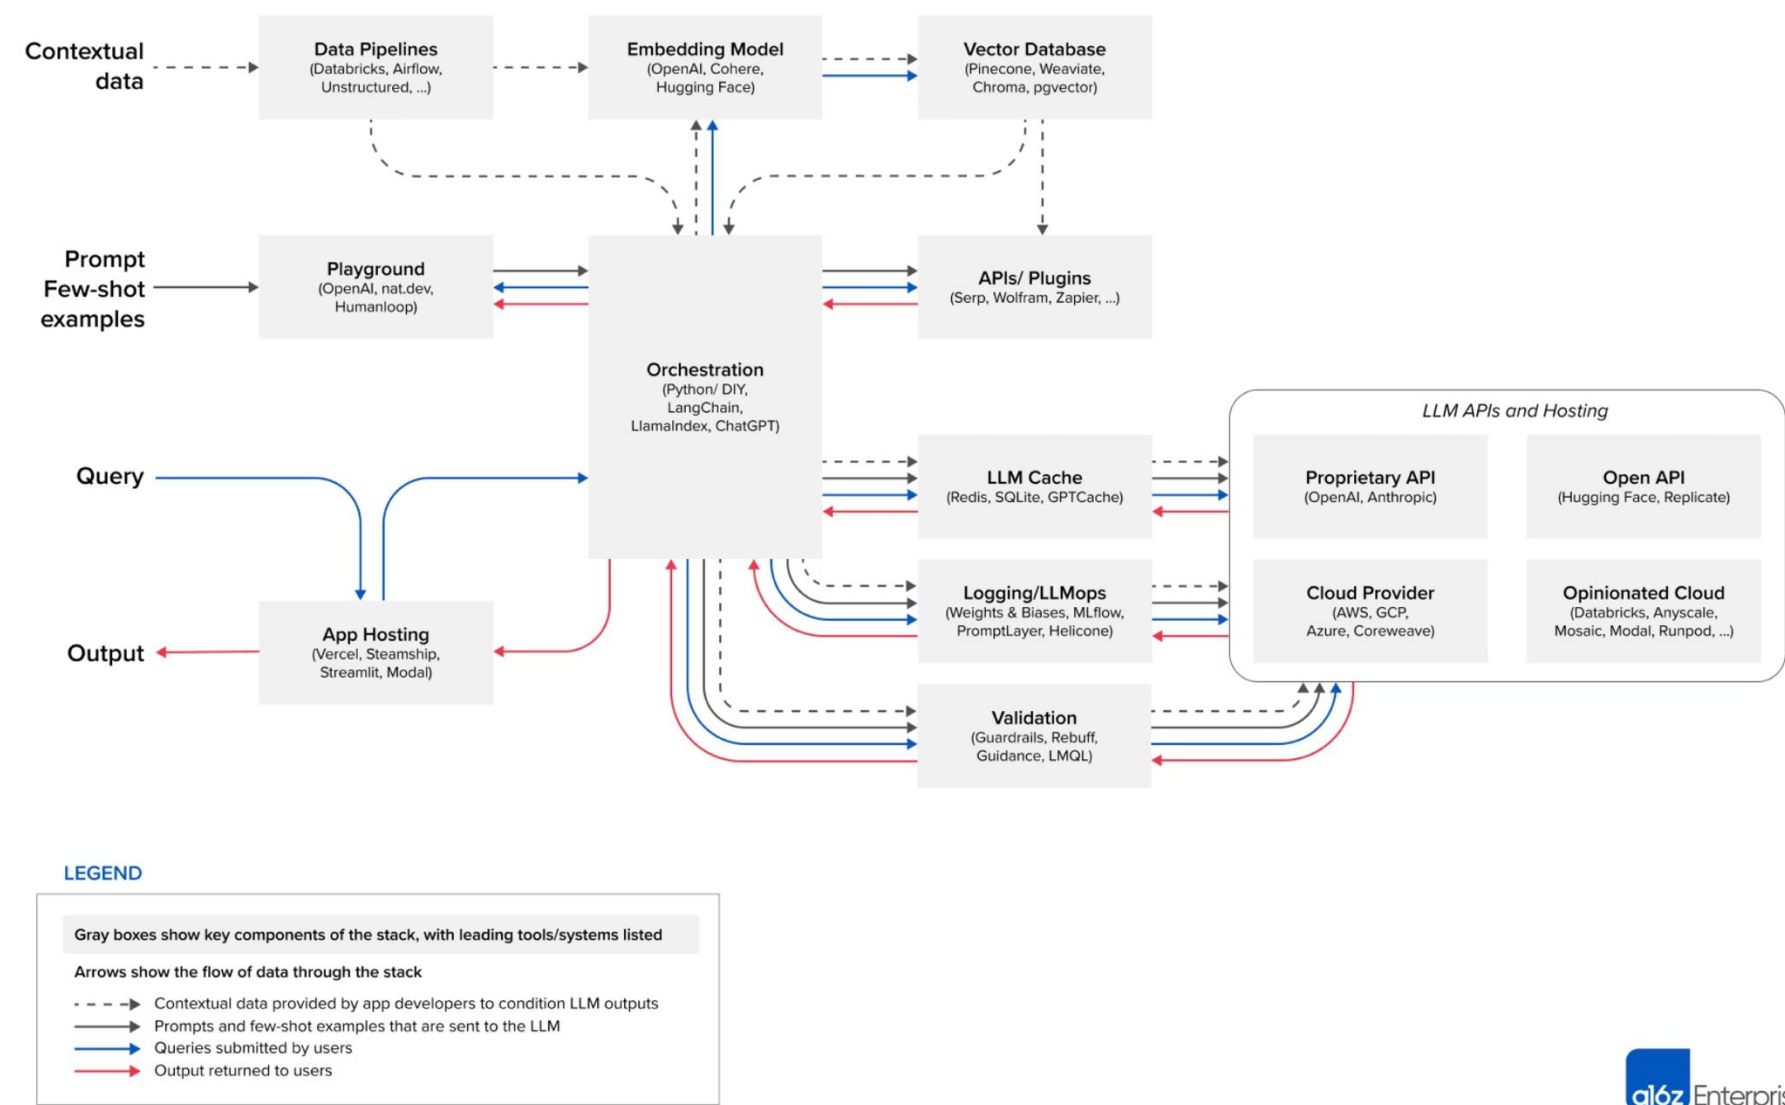 Contextual
data
Data Pipelines
(Databricks, Airflow,
Unstructured, ...)
Embedding Model
(OpenAI, Cohere,
Hugging Face)
Vector Database
(Pinecone, Weaviate,
Chroma, pgvector)
Prompt
Few-shot
examples
Playground
(OpenAI, nat.dev,
Humanloop)
APIs/ Plugins
(Serp, Wolfram, Zapier, ...)
Orchestration
(Python/ DIY,
LangChain,
LlamaIndex, ChatGPT)
Query
LLM Cache
(Redis, SQLite, GPTCache)
LLM APIs and Hosting
Proprietary API
(OpenAI, Anthropic)
Open API
(Hugging Face, Replicate)
Logging/LLMops
(Weights & Biases, MLflow,
PromptLayer, Helicone)
Cloud Provider
(AWS, GCP,
Azure, Coreweave)
Opinionated Cloud
(Databricks, Anyscale,
Mosaic, Modal, Runpod, ...)
Output
App Hosting
(Vercel, Steamship,
Streamlit, Modal)
Validation
(Guardrails, Rebuff,
Guidance, LMQL)
LEGEND
Gray boxes show key components of the stack, with leading tools/systems listed
Arrows show the flow of data through the stack
Contextual data provided by app developers to condition LLM outputs
Prompts and few-shot examples that are sent to the LLM
Queries submitted by users
Output returned to users
a16z Enterpris